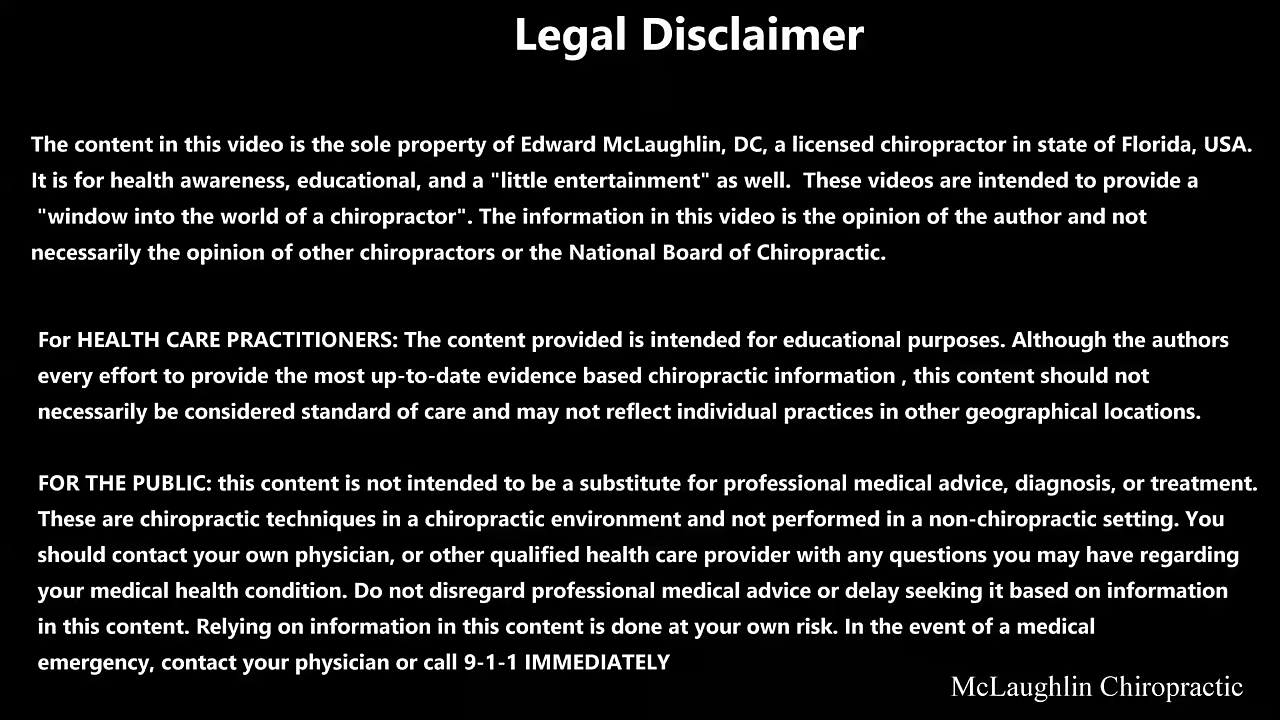 Legal Disclaimer
The content in this video is the sole property of Edward McLaughlin, DC, a licensed chiropractor in state of Florida, USA.
It is for health awareness, educational, and a "little entertainment" as well.  These videos are intended to provide a
"window into the world of a chiropractor". The information in this video is the opinion of the author and not
necessarily the opinion of other chiropractors or the National Board of Chiropractic.
For HEALTH CARE PRACTITIONERS: The content provided is intended for educational purposes. Although the authors
every effort to provide the most up-to-date evidence based chiropractic information , this content should not
necessarily be considered standard of care and may not reflect individual practices in other geographical locations.
FOR THE PUBLIC: this content is not intended to be a substitute for professional medical advice, diagnosis, or treatment.
These are chiropractic techniques in a chiropractic environment and not performed in a non-chiropractic setting. You
should contact your own physician, or other qualified health care provider with any questions you may have regarding
your medical health condition. Do not disregard professional medical advice or delay seeking it based on information
in this content. Relying on information in this content is done at your own risk. In the event of a medical
emergency, contact your physician or call 9-1-1 IMMEDIATELY
McLaughlin Chiropractic